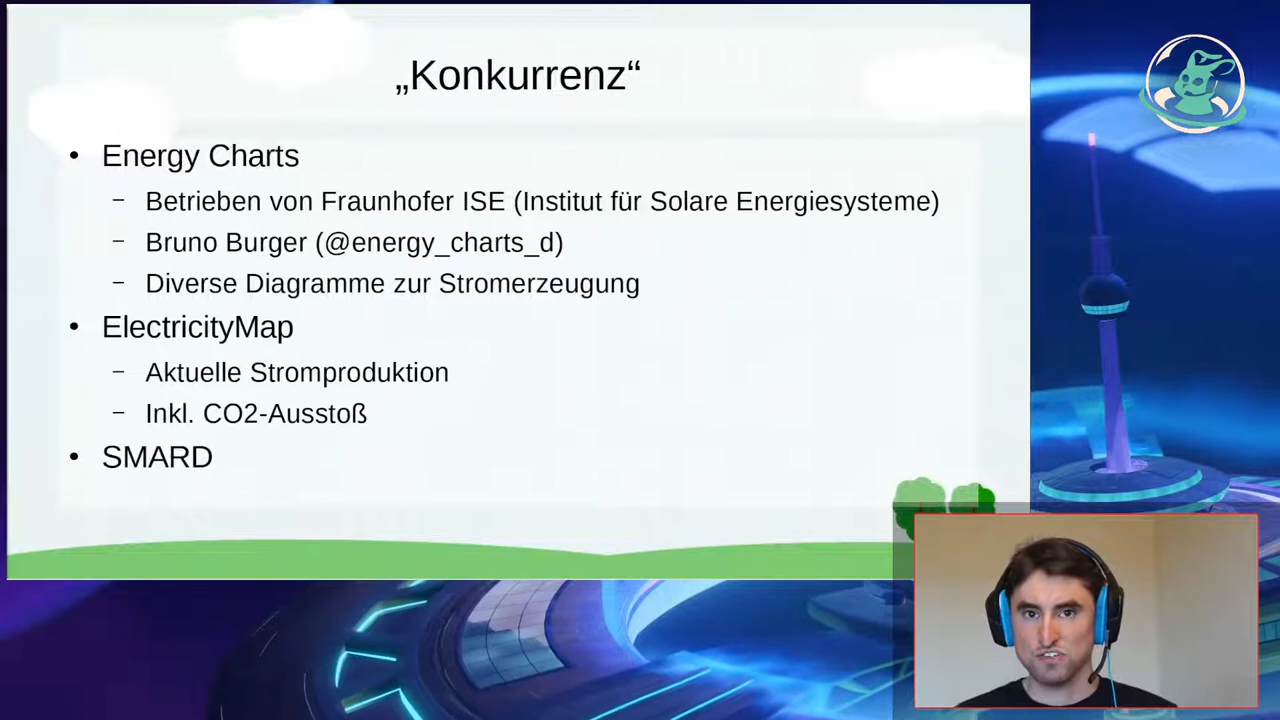 „Konkurrenz“
• Energy Charts
– Betrieben von Fraunhofer ISE (Institut für Solare Energiesysteme)
– Bruno Burger (@energy_charts_d)
– Diverse Diagramme zur Stromerzeugung
• ElectricityMap
– Aktuelle Stromproduktion
– Inkl. CO2-Ausstoß
• SMARD